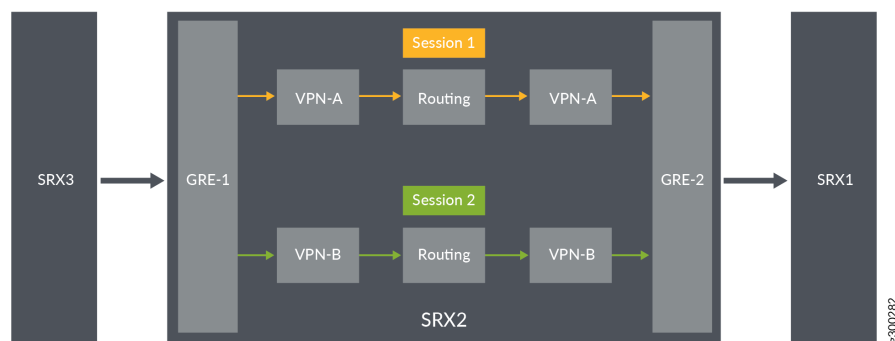 Session 1
VPN-A
Routing
VPN-A
SRX3
GRE-1
GRE-2
SRX1
Session 2
VPN-B
Routing
VPN-B
SRX2